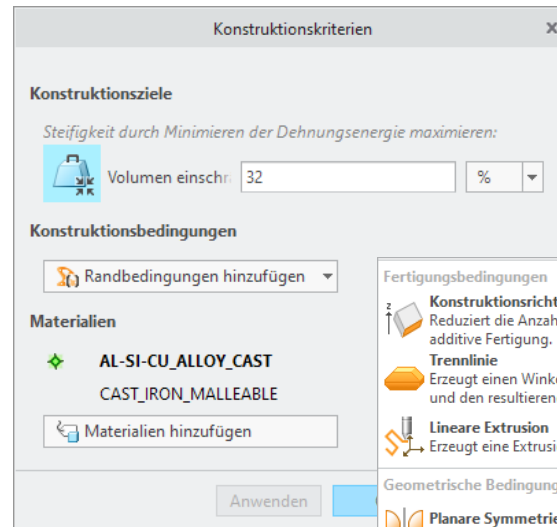 Konstruktionskriterien
Konstruktionsziele
Steifigkeit durch Minimieren der Dehnungsenergie maximieren:
Volumen einschr
32
%
Konstruktionsbedingungen
Randbedingungen hinzufügen
Materialien
AL-SI-CU_ALLOY_CAST
CAST_IRON_MALLEABLE
Materialien hinzufügen
Anwenden
Fertigungsbedingungen
z
Konstruktionsricht
Reduziert die Anzah
additive Fertigung.
Trennlinie
Erzeugt einen Winke
und den resultieren
Lineare Extrusion
Erzeugt eine Extrusi
Geometrische Bedingung
Planare Symmetrie